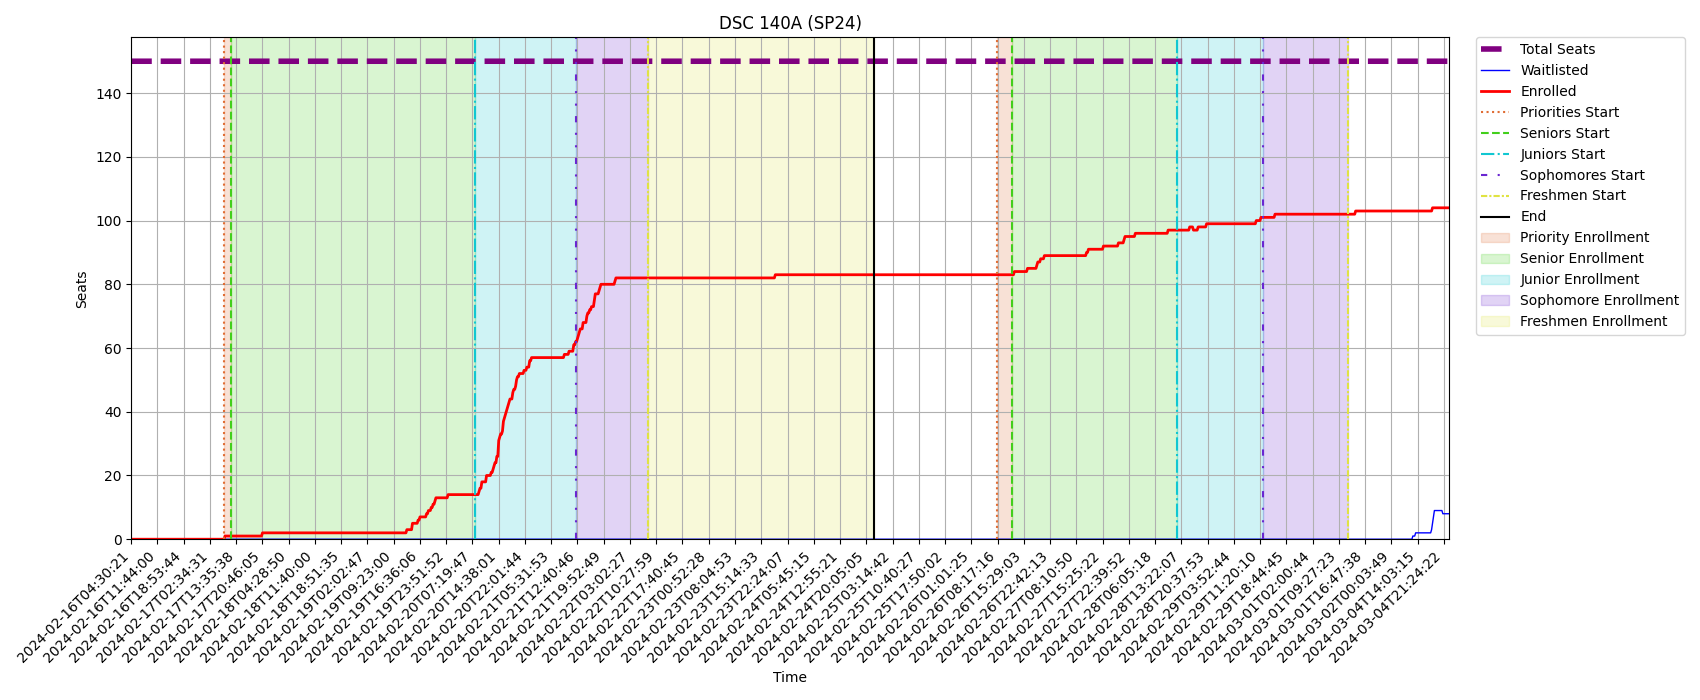 DSC 140A (SP24)
Seats
140
120
100
80
60
40
20
0
2024-02-16T04:30:21
2024-02-16T11:44:00
2024-02-16T18:53:44
2024-02-17T02:34:31
2024-02-17T13:35:38
2024-02-17T20:46:05
2024-02-18T04:28:50
2024-02-18T11:40:00
2024-02-18T18:51:35
2024-02-19T02:02:47
2024-02-19T09:23:00
2024-02-19T16:36:06
2024-02-19T23:51:52
2024-02-20T07:19:47
2024-02-20T14:38:01
2024-02-20T22:01:44
2024-02-21T05:31:53
2024-02-21T12:40:46
2024-02-21T19:52:49
2024-02-22T03:02:27
2024-02-22T10:27:59
2024-02-22T17:40:45
2024-02-23T00:52:28
2024-02-23T08:04:53
2024-02-23T15:14:33
2024-02-23T22:24:07
2024-02-24T05:45:15
2024-02-24T12:55:21
2024-02-24T20:05:05
2024-02-25T03:14:42
2024-02-25T10:40:27
2024-02-25T17:50:02
2024-02-26T01:01:25
2024-02-26T08:17:16
2024-02-26T15:29:03
2024-02-26T22:42:13
2024-02-27T08:10:50
2024-02-27T15:25:22
2024-02-27T22:39:52
2024-02-28T06:05:18
2024-02-28T13:22:07
2024-02-28T20:37:53
2024-02-29T03:52:44
2024-02-29T11:20:10
2024-02-29T18:44:45
2024-03-01T02:00:44
2024-03-01T09:27:23
2024-03-01T16:47:38
2024-03-02T00:03:49
2024-03-04T14:03:15
2024-03-04T21:24:22
Time
Total Seats
Waitlisted
Enrolled
Priorities Start
Seniors Start
Juniors Start
Sophomores Start
Freshmen Start
End
Priority Enrollment
Senior Enrollment
Junior Enrollment
Sophomore Enrollment
Freshmen Enrollment